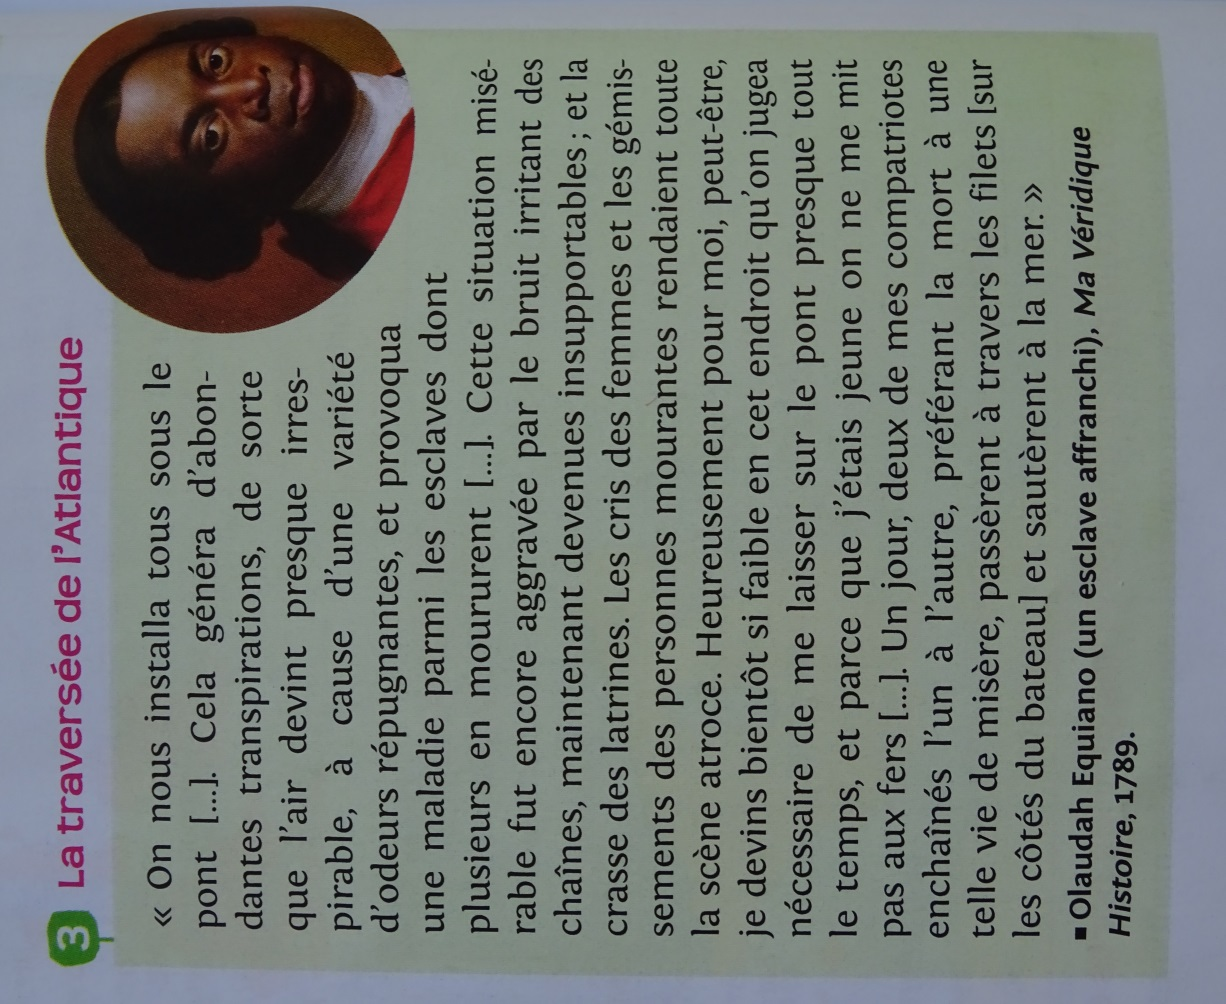 3 La traversée de l'Atlantique
« On nous installa tous sous le
pont [...]. Cela généra d'abon-
dantes transpirations, de sorte
que l'air devint presque irres-
pirable, à cause d'une variété
d'odeurs répugnantes, et provoqua
une maladie parmi les esclaves dont
plusieurs en moururent [...]. Cette situation misé-
rable fut encore aggravée par le bruit irritant des
chaînes, maintenant devenues insupportables ; et la
crasse des latrines. Les cris des femmes et les gémis-
sements des personnes mourantes rendaient toute
la scène atroce. Heureusement pour moi, peut-être,
je devins bientôt si faible en cet endroit qu'on jugea
nécessaire de me laisser sur le pont presque tout
le temps, et parce que j'étais jeune on ne me mit
pas aux fers [...]. Un jour, deux de mes compatriotes
enchaînés l'un à l'autre, préférant la mort à une
telle vie de misère, passèrent à travers les filets [sur
les côtés du bateau] et sautèrent à la mer. »
▪ Olaudah Equiano (un esclave affranchi), Ma Véridique
Histoire, 1789.